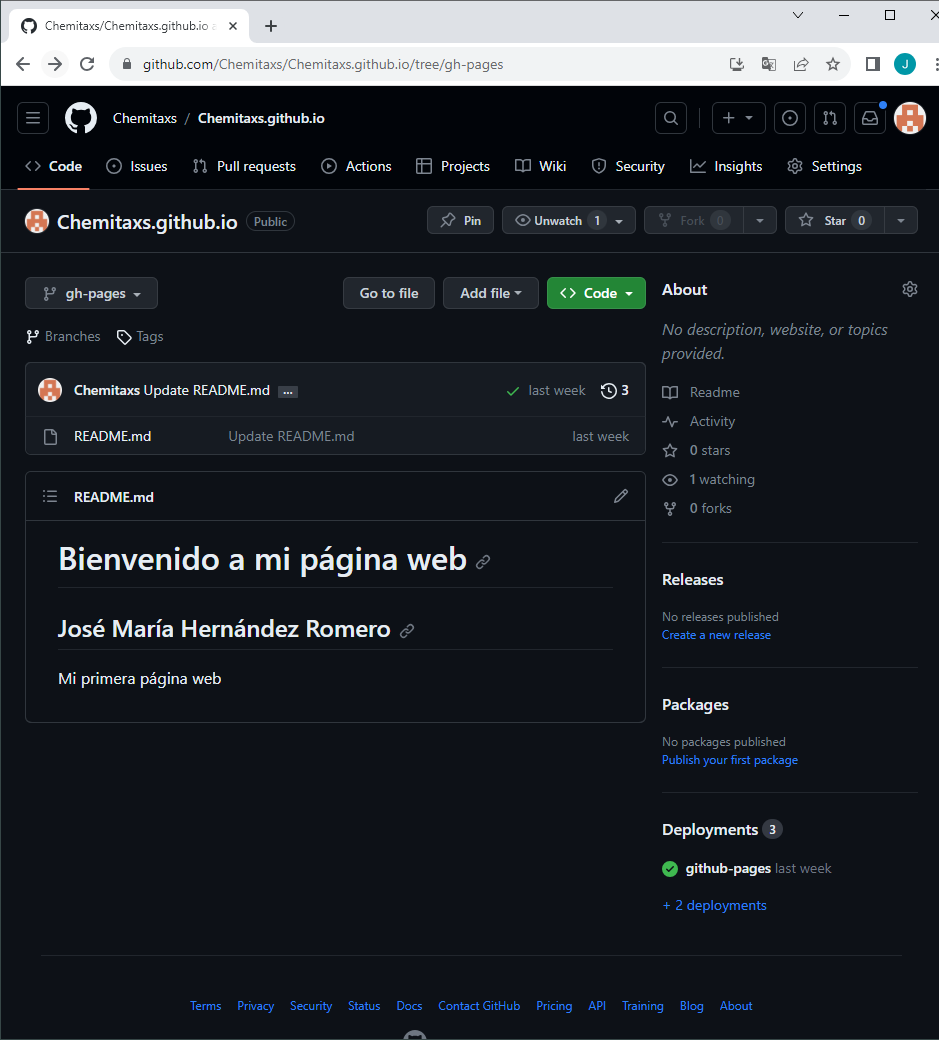 Chemitaxs/Chemitaxs.github.io a
github.com/Chemitaxs/Chemitaxs.github.io/tree/gh-pages
J
Chemitaxs / Chemitaxs.github.io
Code Issues Pull requests Actions Projects Wiki Security Insights Settings
Chemitaxs.github.io Public
Pin Unwatch 1 Fork 0 Star 0
gh-pages Go to file Add file Code
Branches Tags
Chemitaxs Update README.md ... last week 3
README.md Update README.md last week
README.md
Bienvenido a mi página web
José María Hernández Romero
Mi primera página web
About
No description, website, or topics
provided.
Readme
Activity
0 stars
1 watching
0 forks
Releases
No releases published
Create a new release
Packages
No packages published
Publish your first package
Deployments 3
github-pages last week
+ 2 deployments
Terms Privacy Security Status Docs Contact GitHub Pricing API Training Blog About